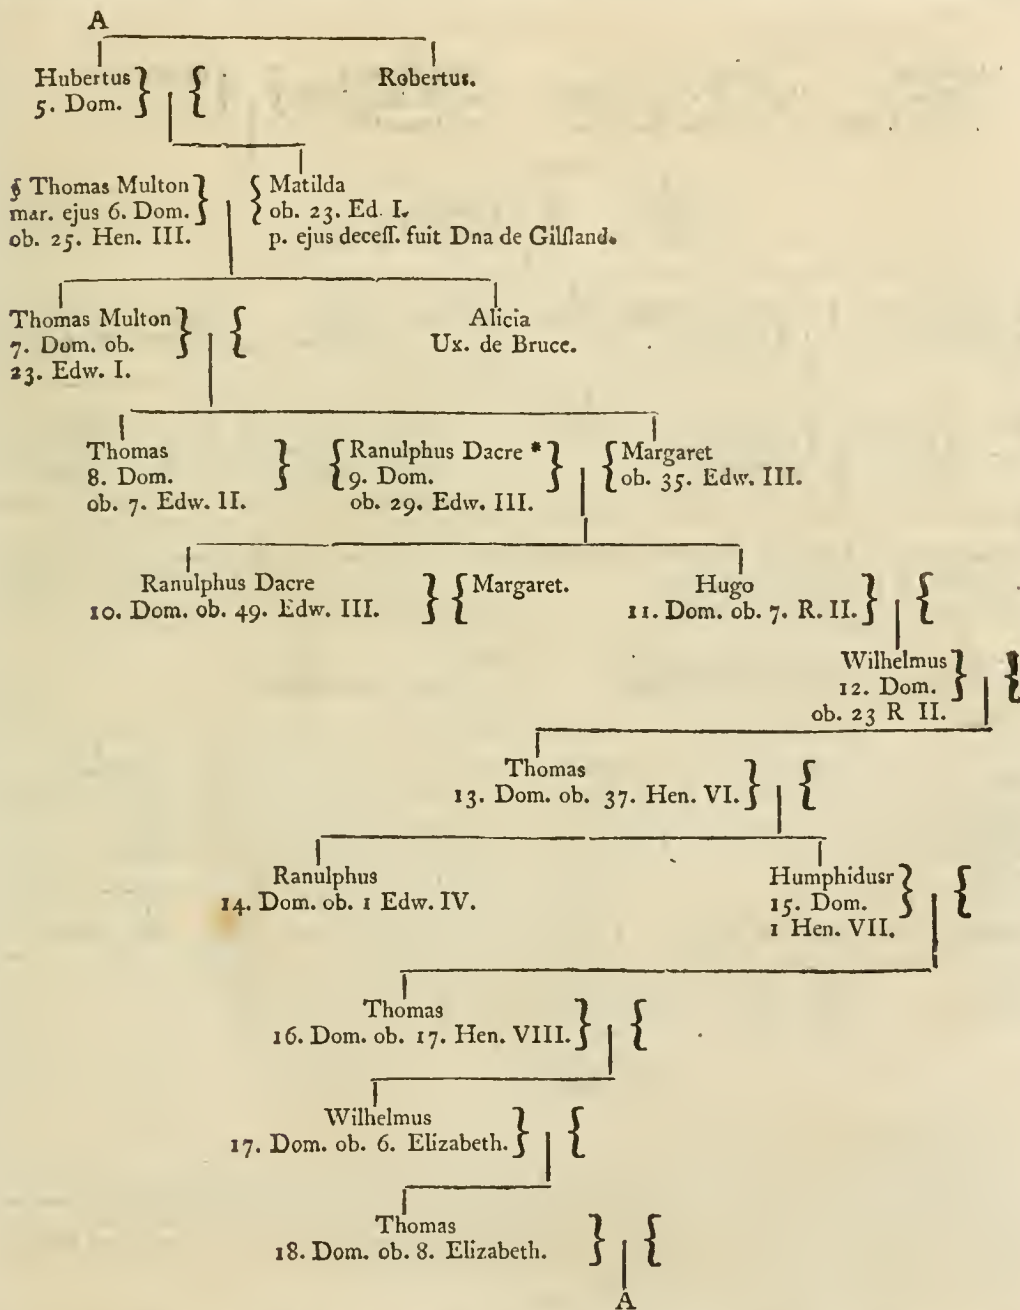 A
Hubertus
5. Dom.
Robertus.
§ Thomas Multon
mar. ejus 6. Dom.
ob. 25. Hen. III.
Matilda
ob. 23. Ed. I.
p. ejus decess. fuit Dna de Gilsland.
Thomas Multon
7. Dom. ob.
23. Edw. I.
Alicia
Ux. de Bruce.
Thomas
8. Dom.
ob. 7. Edw. II.
Ranulphus Dacre *
9. Dom.
ob. 29. Edw. III.
Margaret
ob. 35. Edw. III.
Ranulphus Dacre
10. Dom. ob. 49. Edw. III.
Margaret.
Hugo
11. Dom. ob. 7. R. II.
Wilhelmus
12. Dom.
ob. 23 R II.
Thomas
13. Dom. ob. 37. Hen. VI.
Ranulphus
14. Dom. ob. 1 Edw. IV.
Humphidusr
15. Dom.
1 Hen. VII.
Thomas
16. Dom. ob. 17. Hen. VIII.
Wilhelmus
17. Dom. ob. 6. Elizabeth.
Thomas
18. Dom. ob. 8. Elizabeth.
A